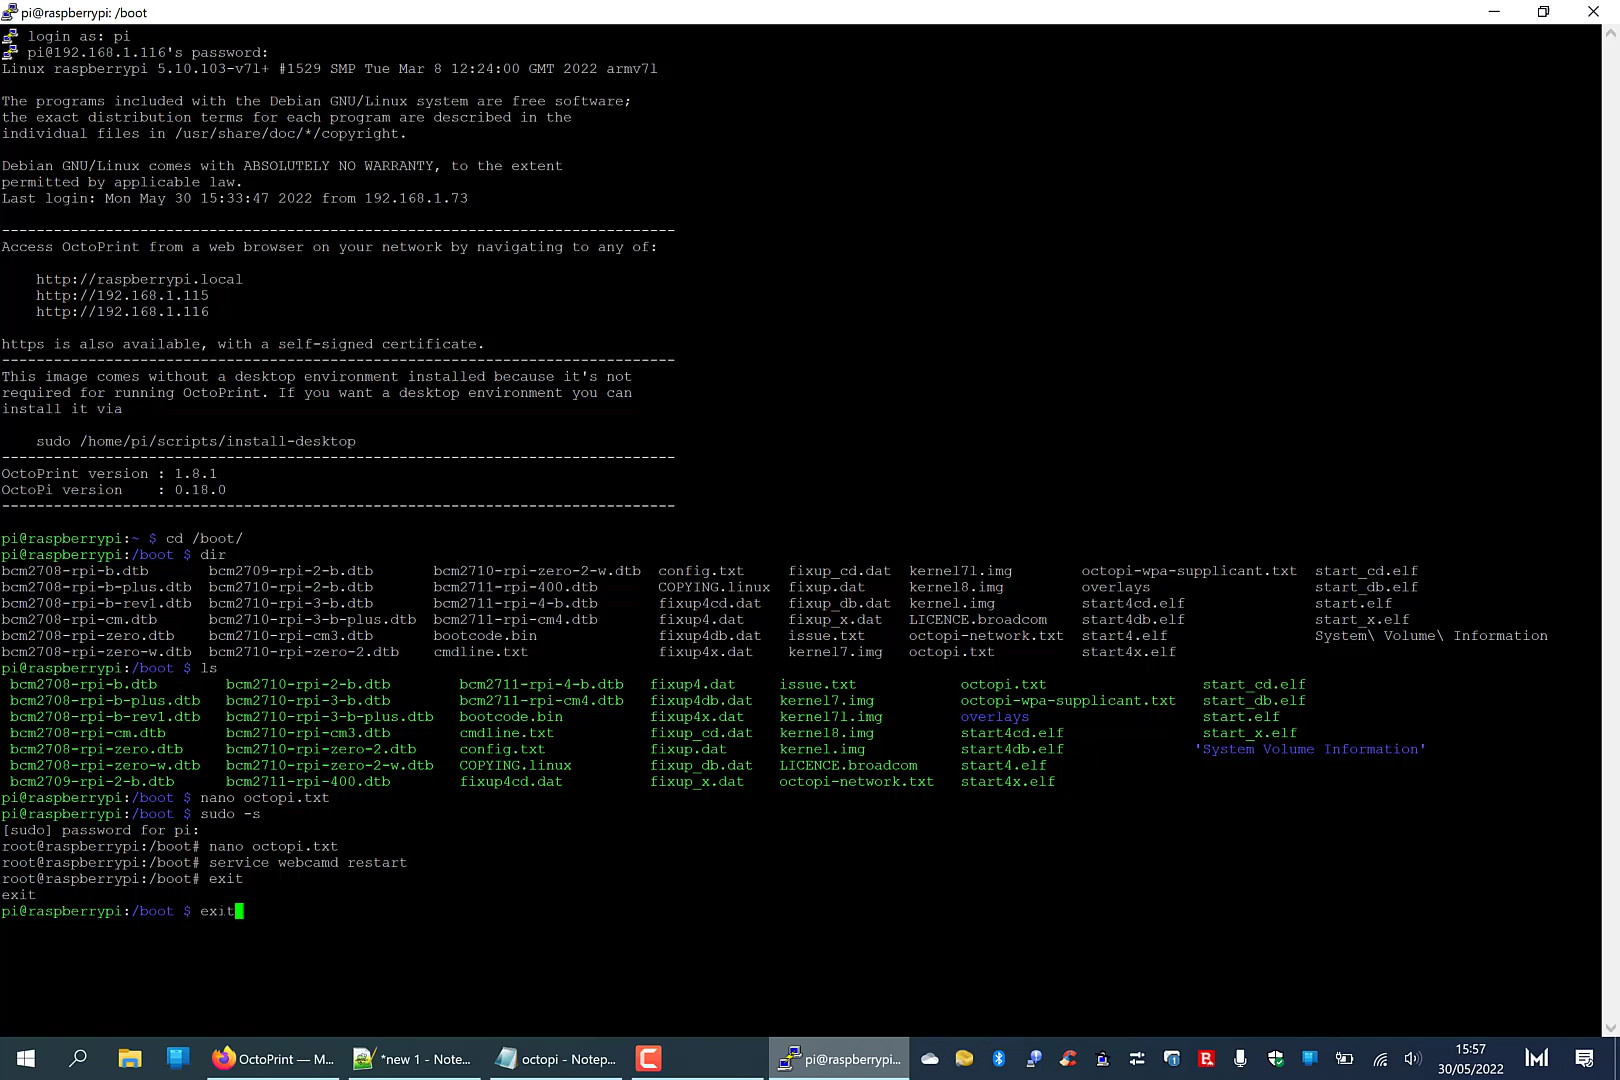 pi@raspberrypi: /boot
login as: pi
pi@192.168.1.116's password:
Linux raspberrypi 5.10.103-v7l+ #1529 SMP Tue Mar 8 12:24:00 GMT 2022 armv7l
The programs included with the Debian GNU/Linux system are free software;
the exact distribution terms for each program are described in the
individual files in /usr/share/doc/*/copyright.
Debian GNU/Linux comes with ABSOLUTELY NO WARRANTY, to the extent
permitted by applicable law.
Last login: Mon May 30 15:33:47 2022 from 192.168.1.73
------------------------------------------------------------------------------
Access OctoPrint from a web browser on your network by navigating to any of:
http://raspberrypi.local
http://192.168.1.115
http://192.168.1.116
https is also available, with a self-signed certificate.
------------------------------------------------------------------------------
This image comes without a desktop environment installed because it's not
required for running OctoPrint. If you want a desktop environment you can
install it via
sudo /home/pi/scripts/install-desktop
------------------------------------------------------------------------------
OctoPrint version : 1.8.1
OctoPi version    : 0.18.0
------------------------------------------------------------------------------
pi@raspberrypi:~ $ cd /boot/
pi@raspberrypi:/boot $ dir
bcm2708-rpi-b.dtb bcm2709-rpi-2-b.dtb bcm2710-rpi-zero-2-w.dtb config.txt fixup_cd.dat kernel7l.img octopi-wpa-supplicant.txt start_cd.elf
bcm2708-rpi-b-plus.dtb bcm2710-rpi-2-b.dtb bcm2711-rpi-400.dtb COPYING.linux fixup.dat kernel8.img overlays start_db.elf
bcm2708-rpi-b-rev1.dtb bcm2710-rpi-3-b.dtb bcm2711-rpi-4-b.dtb fixup4cd.dat fixup_db.dat kernel.img start4cd.elf start.elf
bcm2708-rpi-cm.dtb bcm2710-rpi-3-b-plus.dtb bcm2711-rpi-cm4.dtb fixup4.dat fixup_x.dat LICENCE.broadcom start4db.elf start_x.elf
bcm2708-rpi-zero.dtb bcm2710-rpi-cm3.dtb bootcode.bin fixup4db.dat issue.txt octopi-network.txt start4.elf System\ Volume\ Information
bcm2708-rpi-zero-w.dtb bcm2710-rpi-zero-2.dtb cmdline.txt fixup4x.dat kernel7.img octopi.txt start4x.elf
pi@raspberrypi:/boot $ ls
bcm2708-rpi-b.dtb bcm2710-rpi-2-b.dtb bcm2711-rpi-4-b.dtb fixup4.dat issue.txt octopi.txt start_cd.elf
bcm2708-rpi-b-plus.dtb bcm2710-rpi-3-b.dtb bcm2711-rpi-cm4.dtb fixup4db.dat kernel7.img octopi-wpa-supplicant.txt start_db.elf
bcm2708-rpi-b-rev1.dtb bcm2710-rpi-3-b-plus.dtb bootcode.bin fixup4x.dat kernel7l.img overlays start.elf
bcm2708-rpi-cm.dtb bcm2710-rpi-cm3.dtb cmdline.txt fixup_cd.dat kernel8.img start4cd.elf start_x.elf
bcm2708-rpi-zero.dtb bcm2710-rpi-zero-2.dtb config.txt fixup.dat kernel.img start4db.elf 'System Volume Information'
bcm2708-rpi-zero-w.dtb bcm2710-rpi-zero-2-w.dtb COPYING.linux fixup_db.dat LICENCE.broadcom start4.elf
bcm2709-rpi-2-b.dtb bcm2711-rpi-400.dtb fixup4cd.dat fixup_x.dat octopi-network.txt start4x.elf
pi@raspberrypi:/boot $ nano octopi.txt
pi@raspberrypi:/boot $ sudo -s
[sudo] password for pi:
root@raspberrypi:/boot# nano octopi.txt
root@raspberrypi:/boot# service webcamd restart
root@raspberrypi:/boot# exit
exit
pi@raspberrypi:/boot $ exit
OctoPrint — M... *new 1 - Note... octopi - Notep... pi@raspberrypi... 15:57
30/05/2022